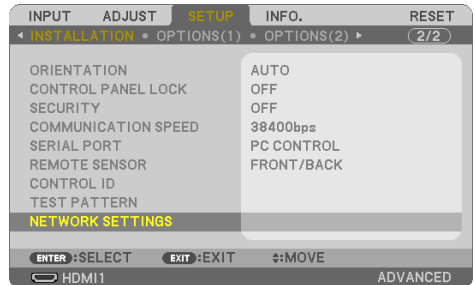 INPUT ADJUST SETUP INFO. RESET
◂ INSTALLATION • OPTIONS(1) • OPTIONS(2) ▸ 2/2
ORIENTATION AUTO
CONTROL PANEL LOCK OFF
SECURITY OFF
COMMUNICATION SPEED 38400bps
SERIAL PORT PC CONTROL
REMOTE SENSOR FRONT/BACK
CONTROL ID
TEST PATTERN
NETWORK SETTINGS
ENTER :SELECT EXIT :EXIT :MOVE
HDMI1 ADVANCED